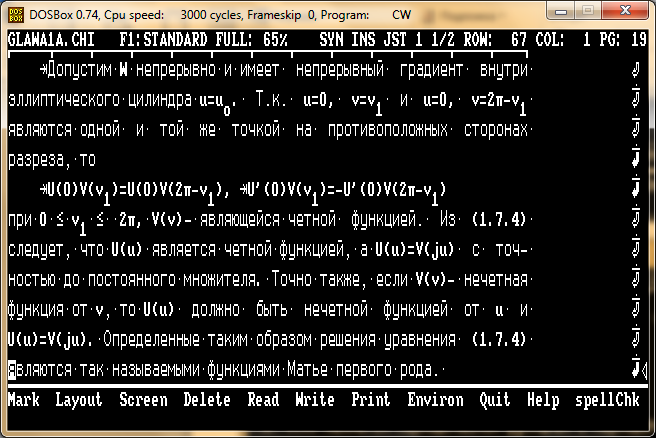 DOSBox 0.74, Cpu speed: 3000 cycles, Frameskip 0, Program: CW
GLAWA1A.CHI F1:STANDARD FULL: 65% SYN INS JST 1 1/2 ROW: 67 COL: 1 PG: 19
Допустим W непрерывно и имеет непрерывный градиент внутри
эллиптического цилиндра u=u₀. Т.к. u=0, v=v₁ и u=0, v=2π-v₁
являются одной и той же точкой на противоположных сторонах
разреза, то
U(0)V(v₁)=U(0)V(2π-v₁), U'(0)V(v₁)=-U'(0)V(2π-v₁)
при 0 ≤ v₁ ≤ 2π, V(v)- являющейся четной функцией. Из (1.7.4)
следует, что U(u) является четной функцией, а U(u)=V(ju) с точ-
ностью до постоянного множителя. Точно также, если V(v)- нечетная
функция от v, то U(u) должно быть нечетной функцией от u и
U(u)=V(ju). Определенные таким образом решения уравнения (1.7.4)
Являются так называемыми функциями Матье первого рода.
Mark Layout Screen Delete Read Write Print Environ Quit Help spellChk